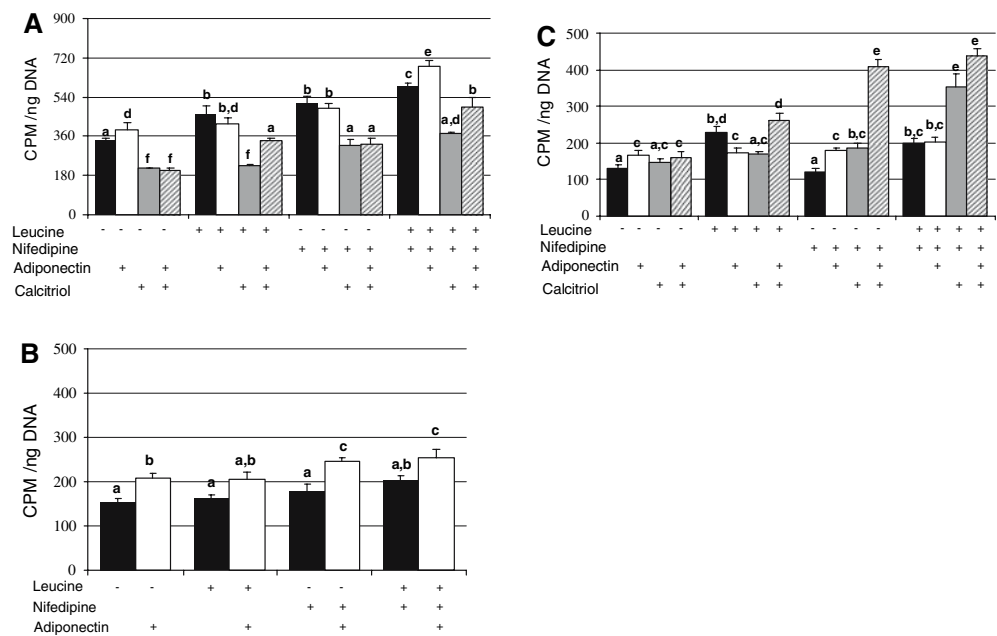 A
900
720
540
360
180
0
CPM /ng DNA
a d f f b b,d f a b b a a c e a,d b
Leucine - - - - + + + + - - - - + + + +
Nifedipine + + + + + + + +
Adiponectin + + + + + + + +
Calcitriol + + + + + + + +
C
500
400
300
200
100
0
CPM /ng DNA
a c a,c c b,d c a,c d a c b,c e b,c b,c e e
Leucine - - - - + + + + - - - - + + + +
Nifedipine + + + + + + + +
Adiponectin + + + + + + + +
Calcitriol + + + + + + + +
B
500
400
300
200
100
0
CPM /ng DNA
a b a a,b a c a,b c
Leucine - - + + - - + +
Nifedipine + + + +
Adiponectin + + + +